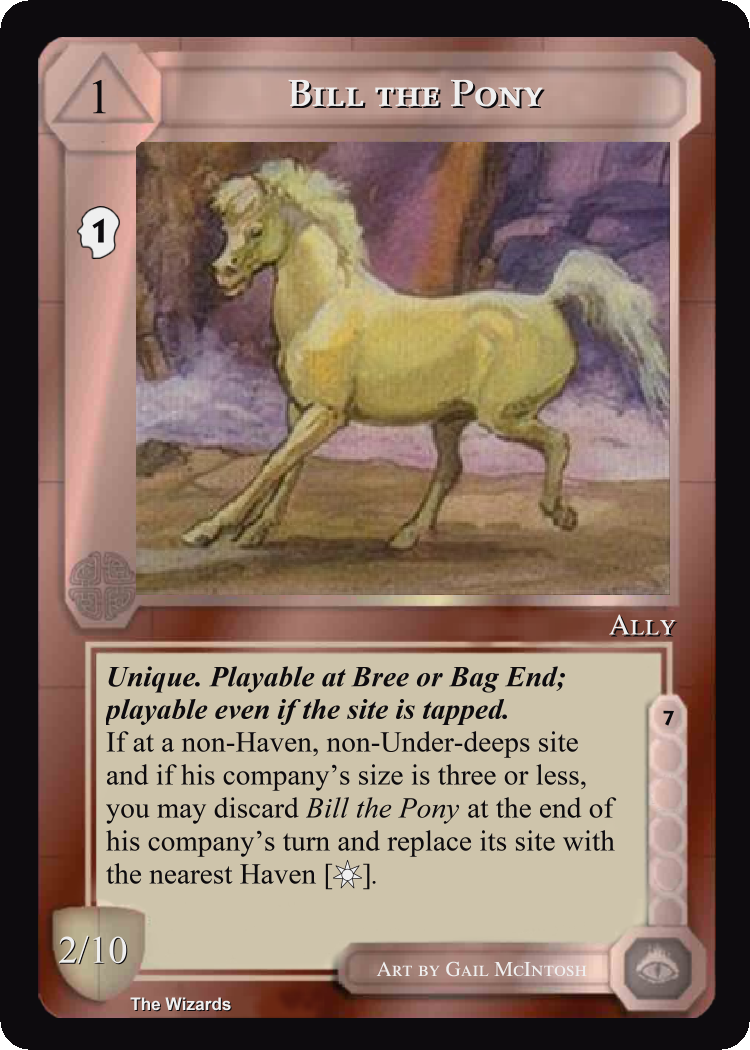 1
BILL THE PONY
1
ALLY
Unique. Playable at Bree or Bag End;
playable even if the site is tapped.
If at a non-Haven, non-Under-deeps site
and if his company’s size is three or less,
you may discard Bill the Pony at the end of
his company’s turn and replace its site with
the nearest Haven [ ].
7
2/10
ART BY GAIL MCINTOSH
The Wizards